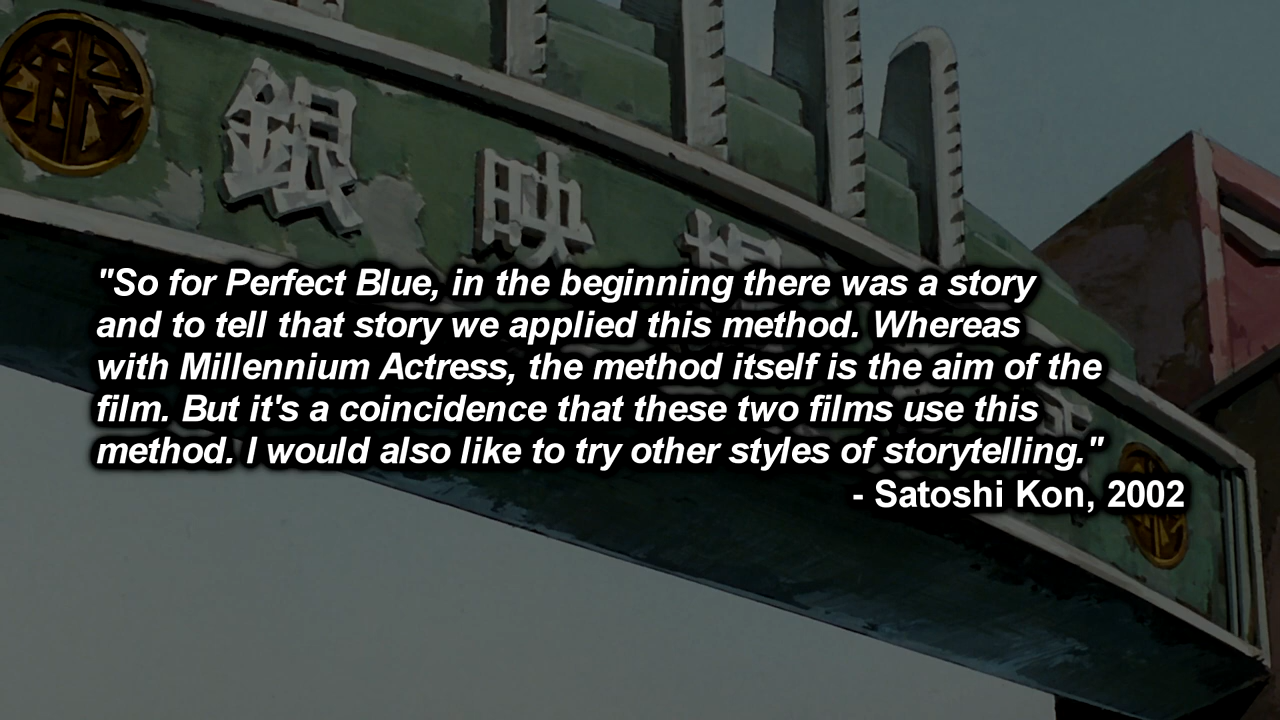 銀映
"So for Perfect Blue, in the beginning there was a story
and to tell that story we applied this method. Whereas
with Millennium Actress, the method itself is the aim of the
film. But it's a coincidence that these two films use this
method. I would also like to try other styles of storytelling."
- Satoshi Kon, 2002